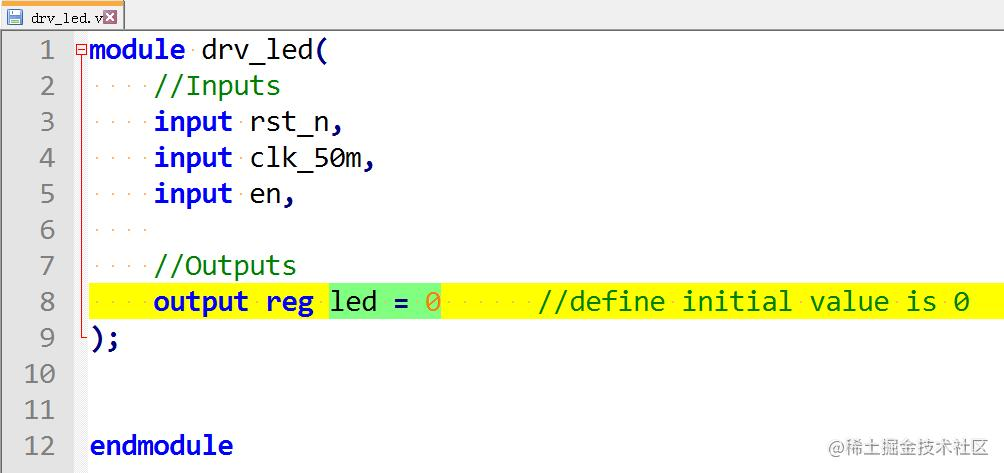 drv_led.v
1 module drv_led(
2 //Inputs
3 input rst_n,
4 input clk_50m,
5 input en,
6
7 //Outputs
8 output reg led = 0 //define initial value is 0
9 );
10
11
12 endmodule
@稀土掘金技术社区